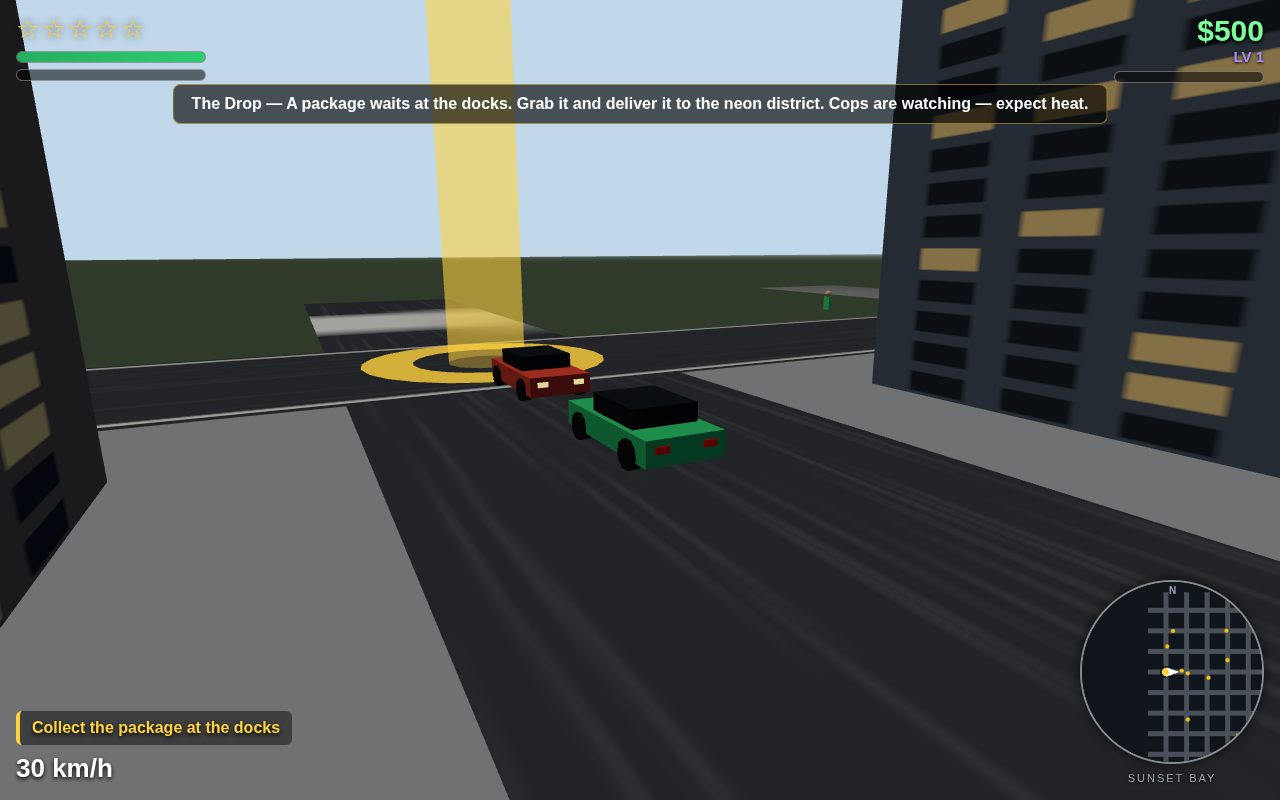 ☆ ☆ ☆ ☆ ☆
$500
LV 1
The Drop — A package waits at the docks. Grab it and deliver it to the neon district. Cops are watching — expect heat.
Collect the package at the docks
30 km/h
N
SUNSET BAY